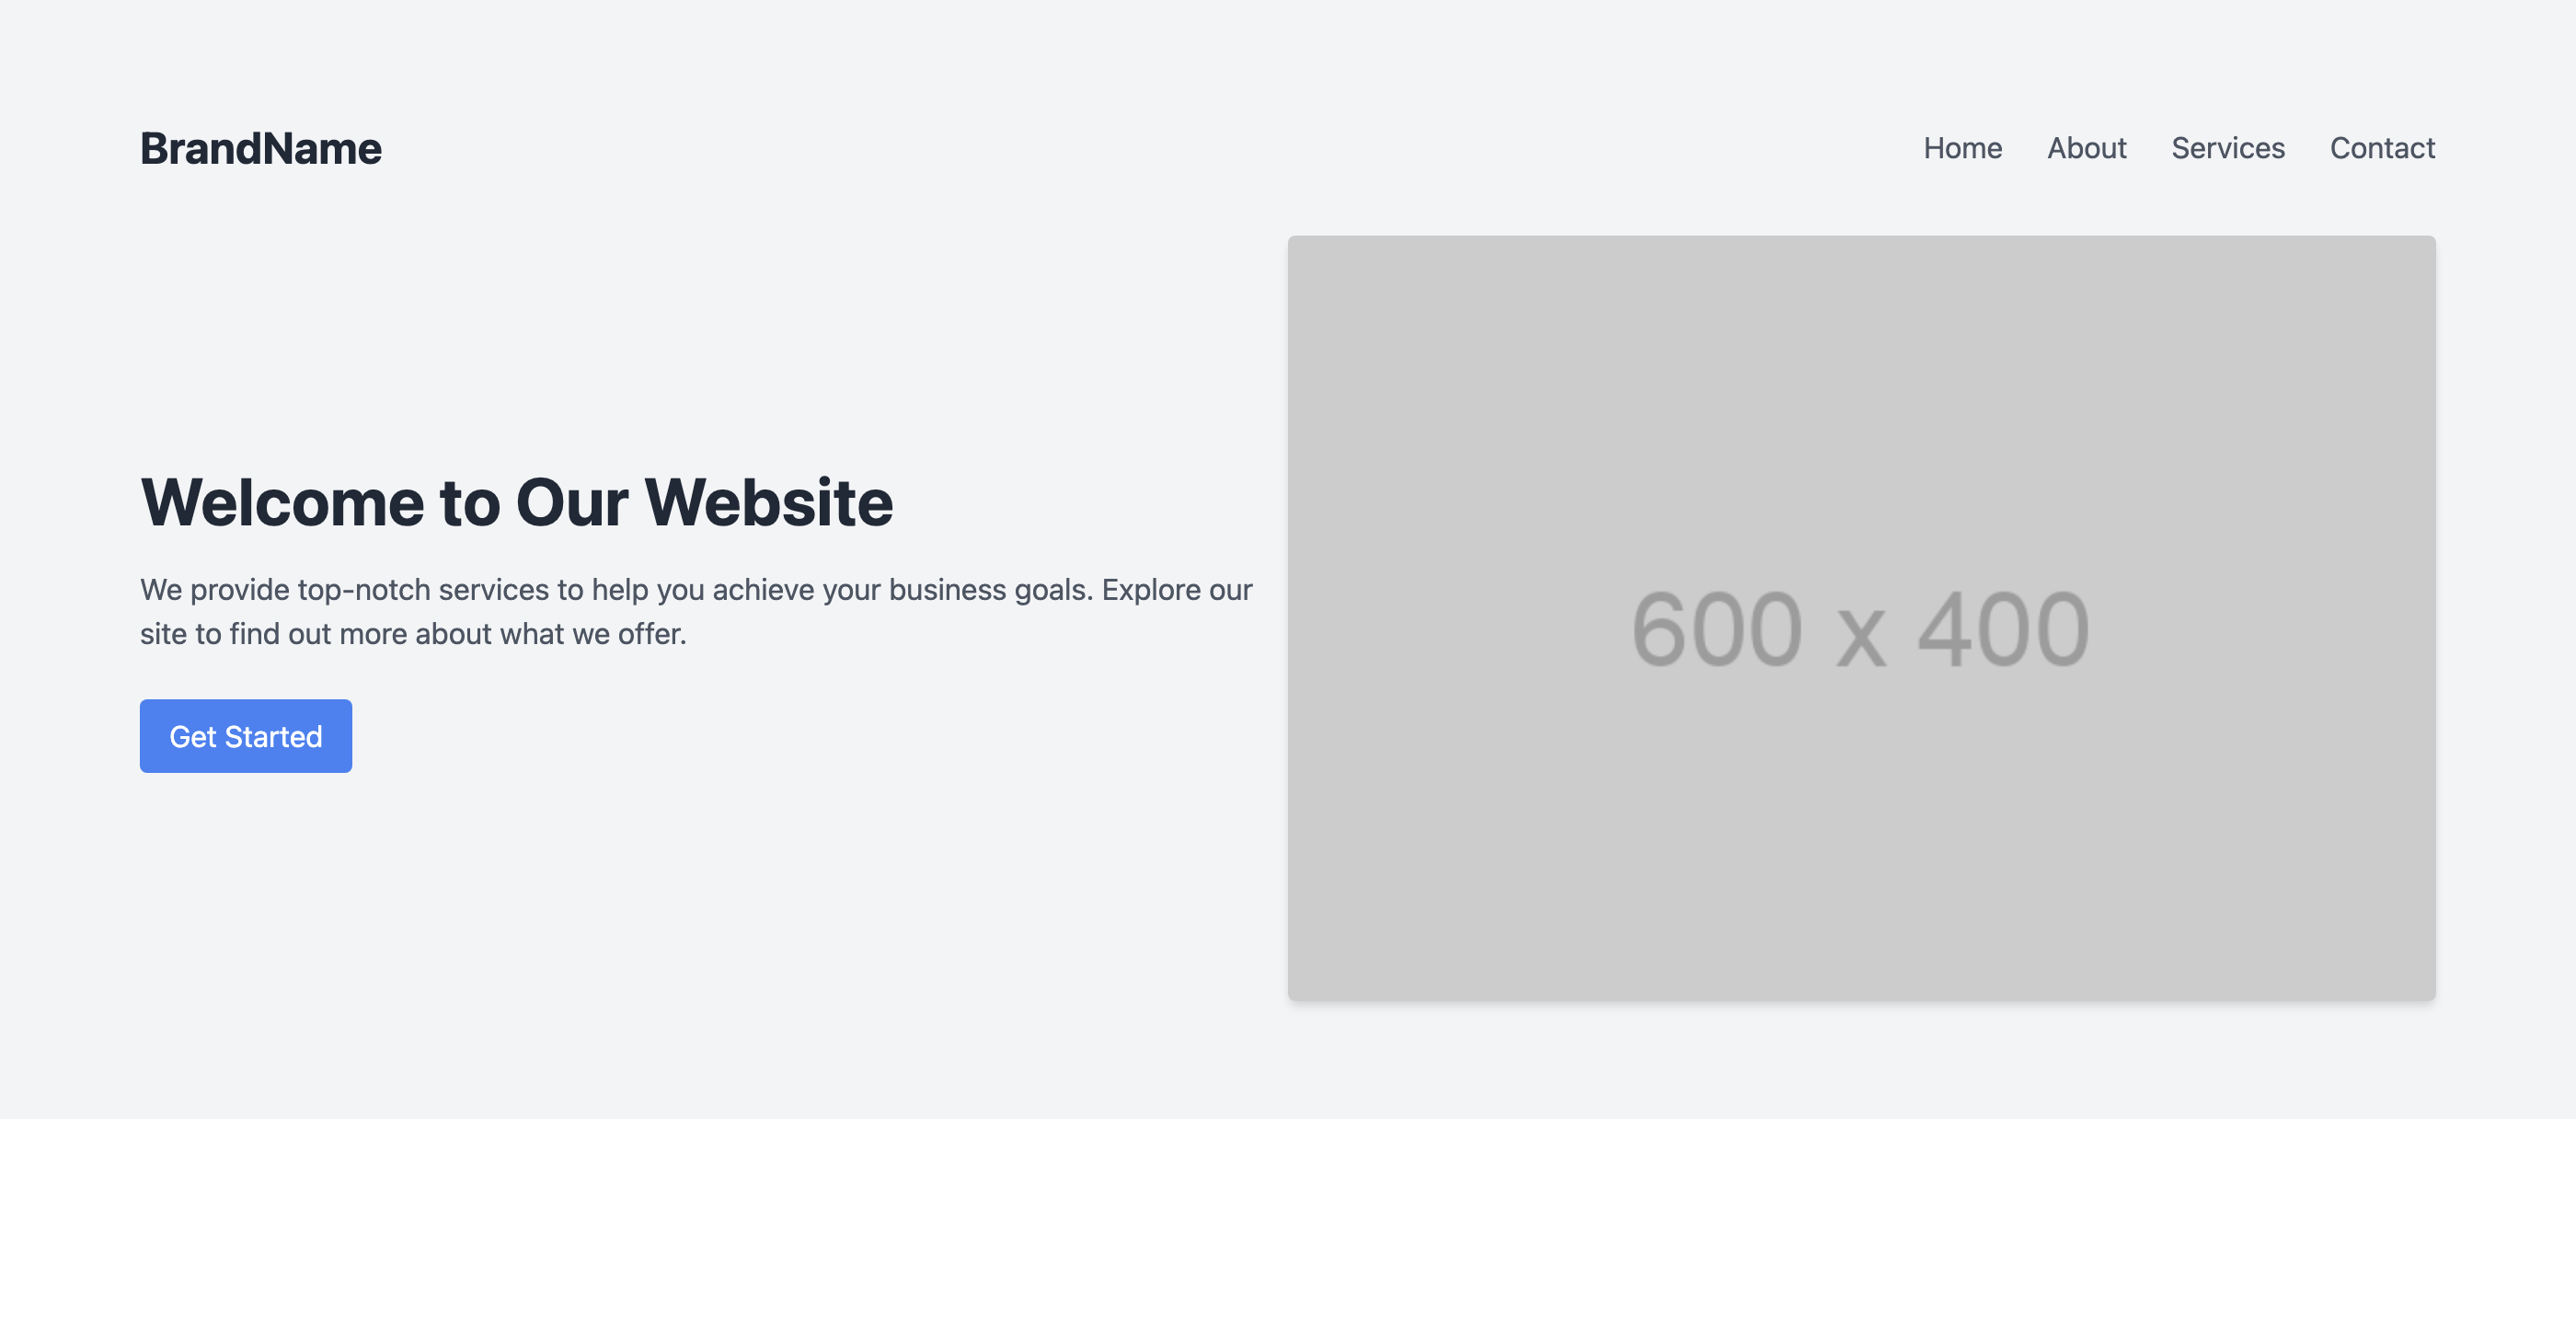 BrandName
Home About Services Contact
Welcome to Our Website
We provide top-notch services to help you achieve your business goals. Explore our
site to find out more about what we offer.
Get Started
600 x 400